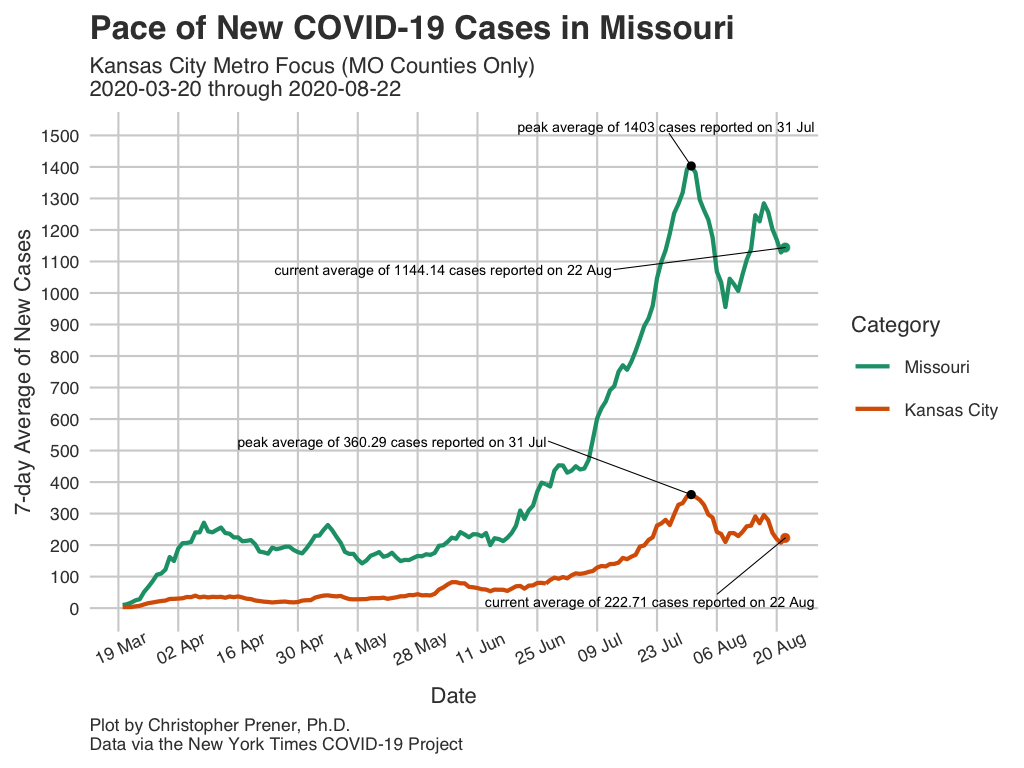 Pace of New COVID-19 Cases in Missouri
Kansas City Metro Focus (MO Counties Only)
2020-03-20 through 2020-08-22
7-day Average of New Cases
1500
1400
1300
1200
1100
1000
900
800
700
600
500
400
300
200
100
0
peak average of 1403 cases reported on 31 Jul
current average of 1144.14 cases reported on 22 Aug
peak average of 360.29 cases reported on 31 Jul
current average of 222.71 cases reported on 22 Aug
19 Mar
02 Apr
16 Apr
30 Apr
14 May
28 May
11 Jun
25 Jun
09 Jul
23 Jul
06 Aug
20 Aug
Date
Category
Missouri
Kansas City
Plot by Christopher Prener, Ph.D.
Data via the New York Times COVID-19 Project